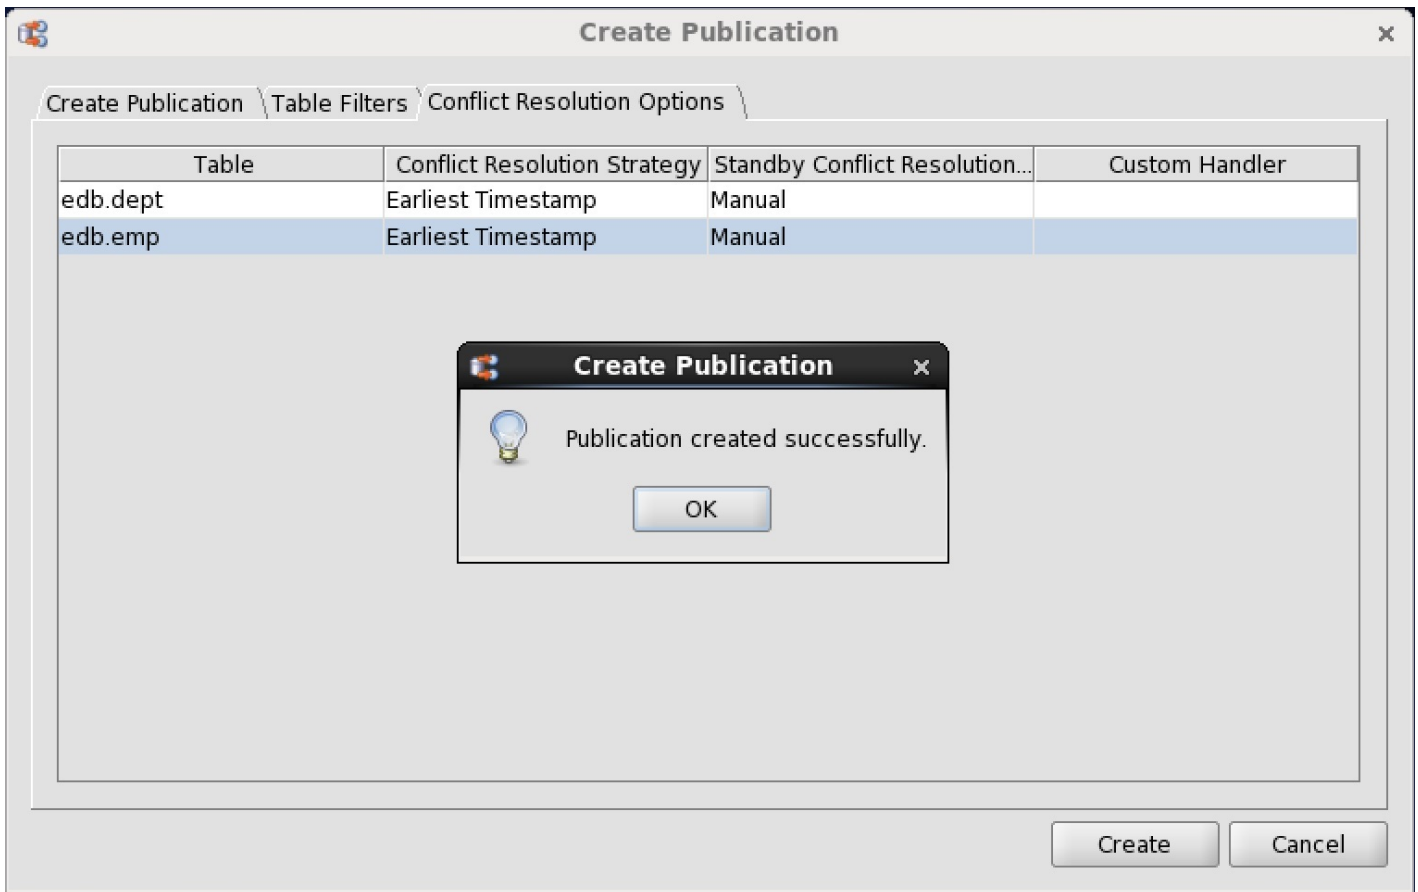 Create Publication
Create Publication Table Filters Conflict Resolution Options
Table Conflict Resolution Strategy Standby Conflict Resolution... Custom Handler
edb.dept Earliest Timestamp Manual
edb.emp Earliest Timestamp Manual
Create Publication
Publication created successfully.
OK
Create Cancel